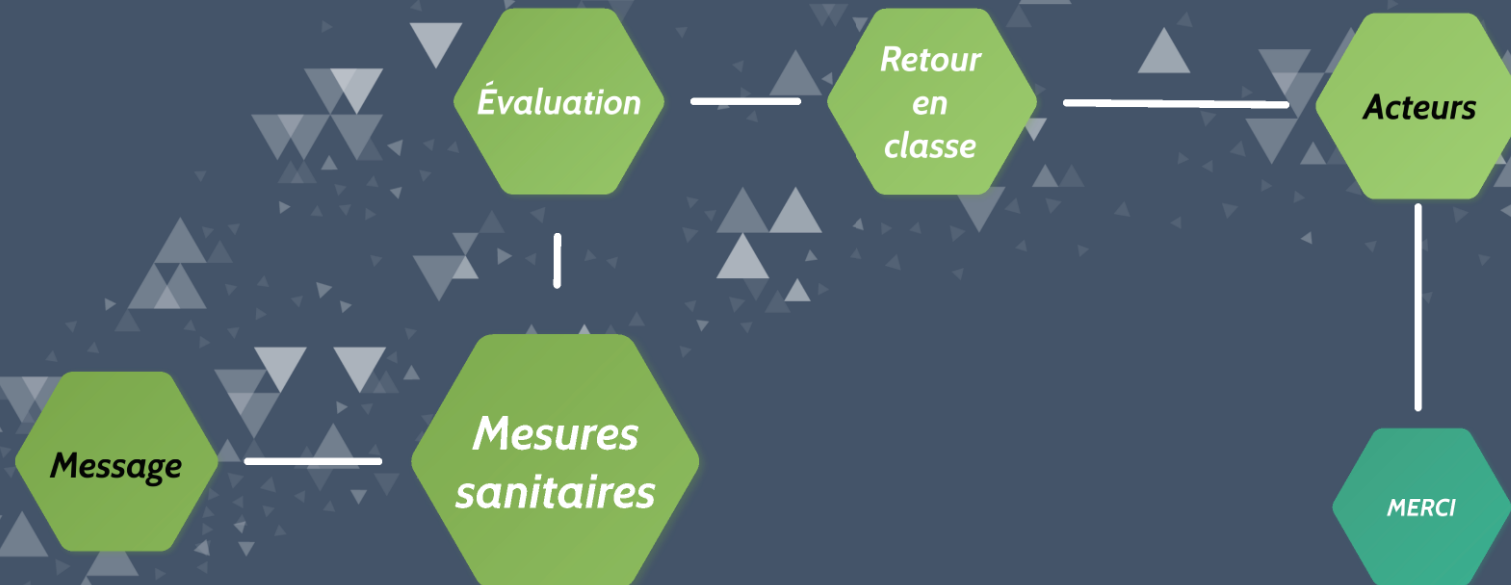 Évaluation
Retour
en
classe
Acteurs
Message
Mesures
sanitaires
MERCI